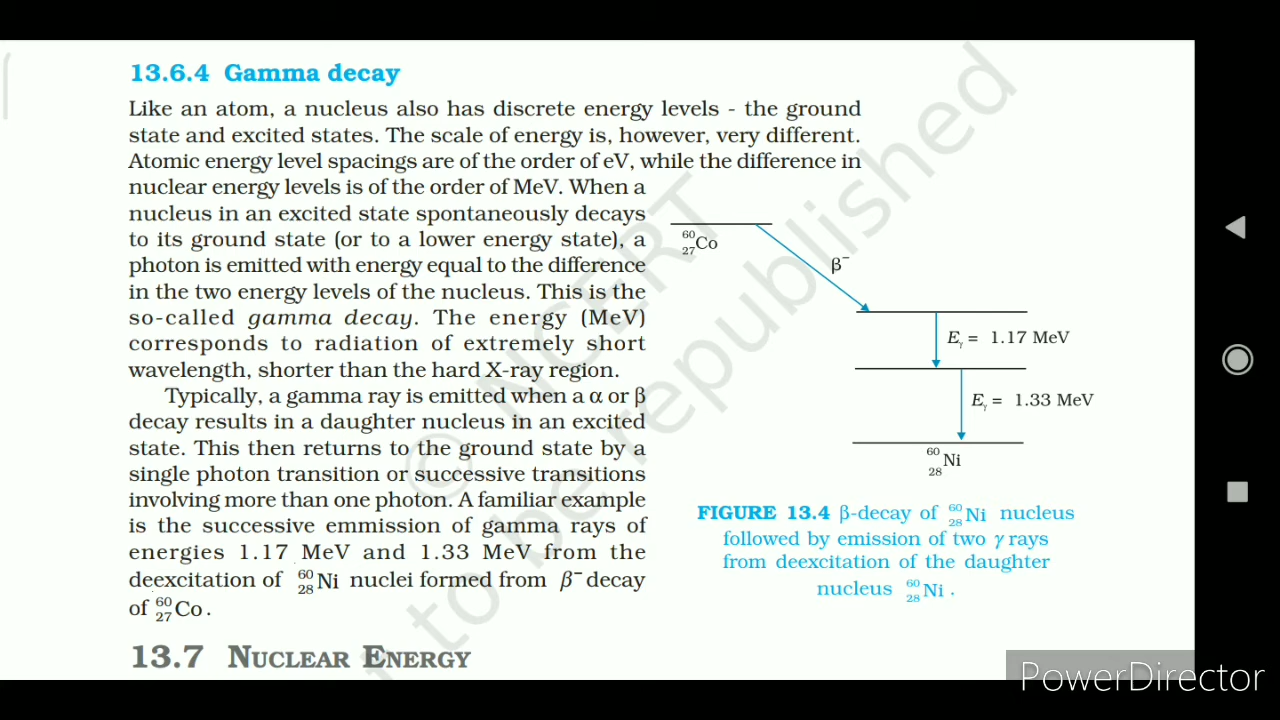 13.6.4 Gamma decay
Like an atom, a nucleus also has discrete energy levels - the ground
state and excited states. The scale of energy is, however, very different.
Atomic energy level spacings are of the order of eV, while the difference in
nuclear energy levels is of the order of MeV. When a
nucleus in an excited state spontaneously decays
to its ground state (or to a lower energy state), a
photon is emitted with energy equal to the difference
in the two energy levels of the nucleus. This is the
so-called gamma decay. The energy (MeV)
corresponds to radiation of extremely short
wavelength, shorter than the hard X-ray region.
Typically, a gamma ray is emitted when a α or β
decay results in a daughter nucleus in an excited
state. This then returns to the ground state by a
single photon transition or successive transitions
involving more than one photon. A familiar example
is the successive emmission of gamma rays of
energies 1.17 MeV and 1.33 MeV from the
deexcitation of ⁶⁰₂₈Ni nuclei formed from β⁻ decay
of ⁶⁰₂₇Co.
⁶⁰₂₇Co
β⁻
Eᵧ = 1.17 MeV
Eᵧ = 1.33 MeV
⁶⁰₂₈Ni
FIGURE 13.4 β-decay of ⁶⁰₂₈Ni nucleus
followed by emission of two γ rays
from deexcitation of the daughter
nucleus ⁶⁰₂₈Ni.
13.7 NUCLEAR ENERGY
© NCERT
to be republished
PowerDirector